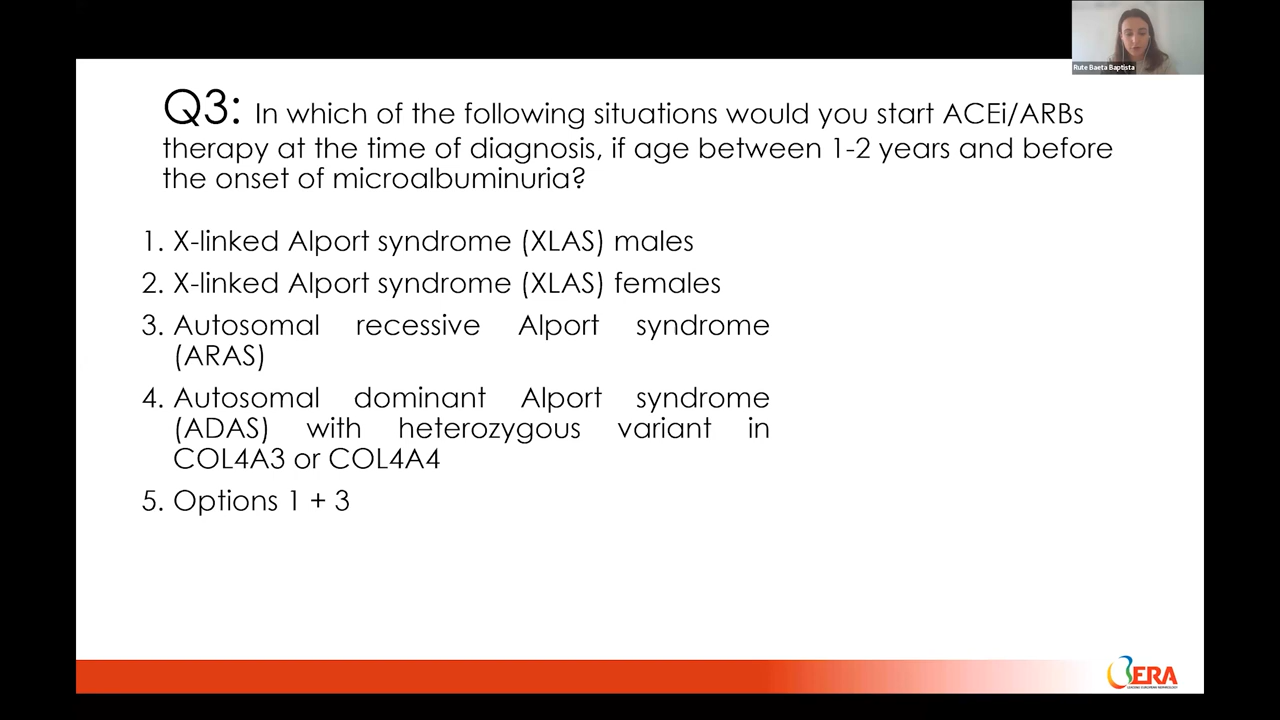 Rute Baeta Baptista
Q3: In which of the following situations would you start ACEi/ARBs
therapy at the time of diagnosis, if age between 1-2 years and before
the onset of microalbuminuria?
1. X-linked Alport syndrome (XLAS) males
2. X-linked Alport syndrome (XLAS) females
3. Autosomal recessive Alport syndrome
(ARAS)
4. Autosomal dominant Alport syndrome
(ADAS) with heterozygous variant in
COL4A3 or COL4A4
5. Options 1 + 3
ERA
LEADING EUROPEAN NEPHROLOGY